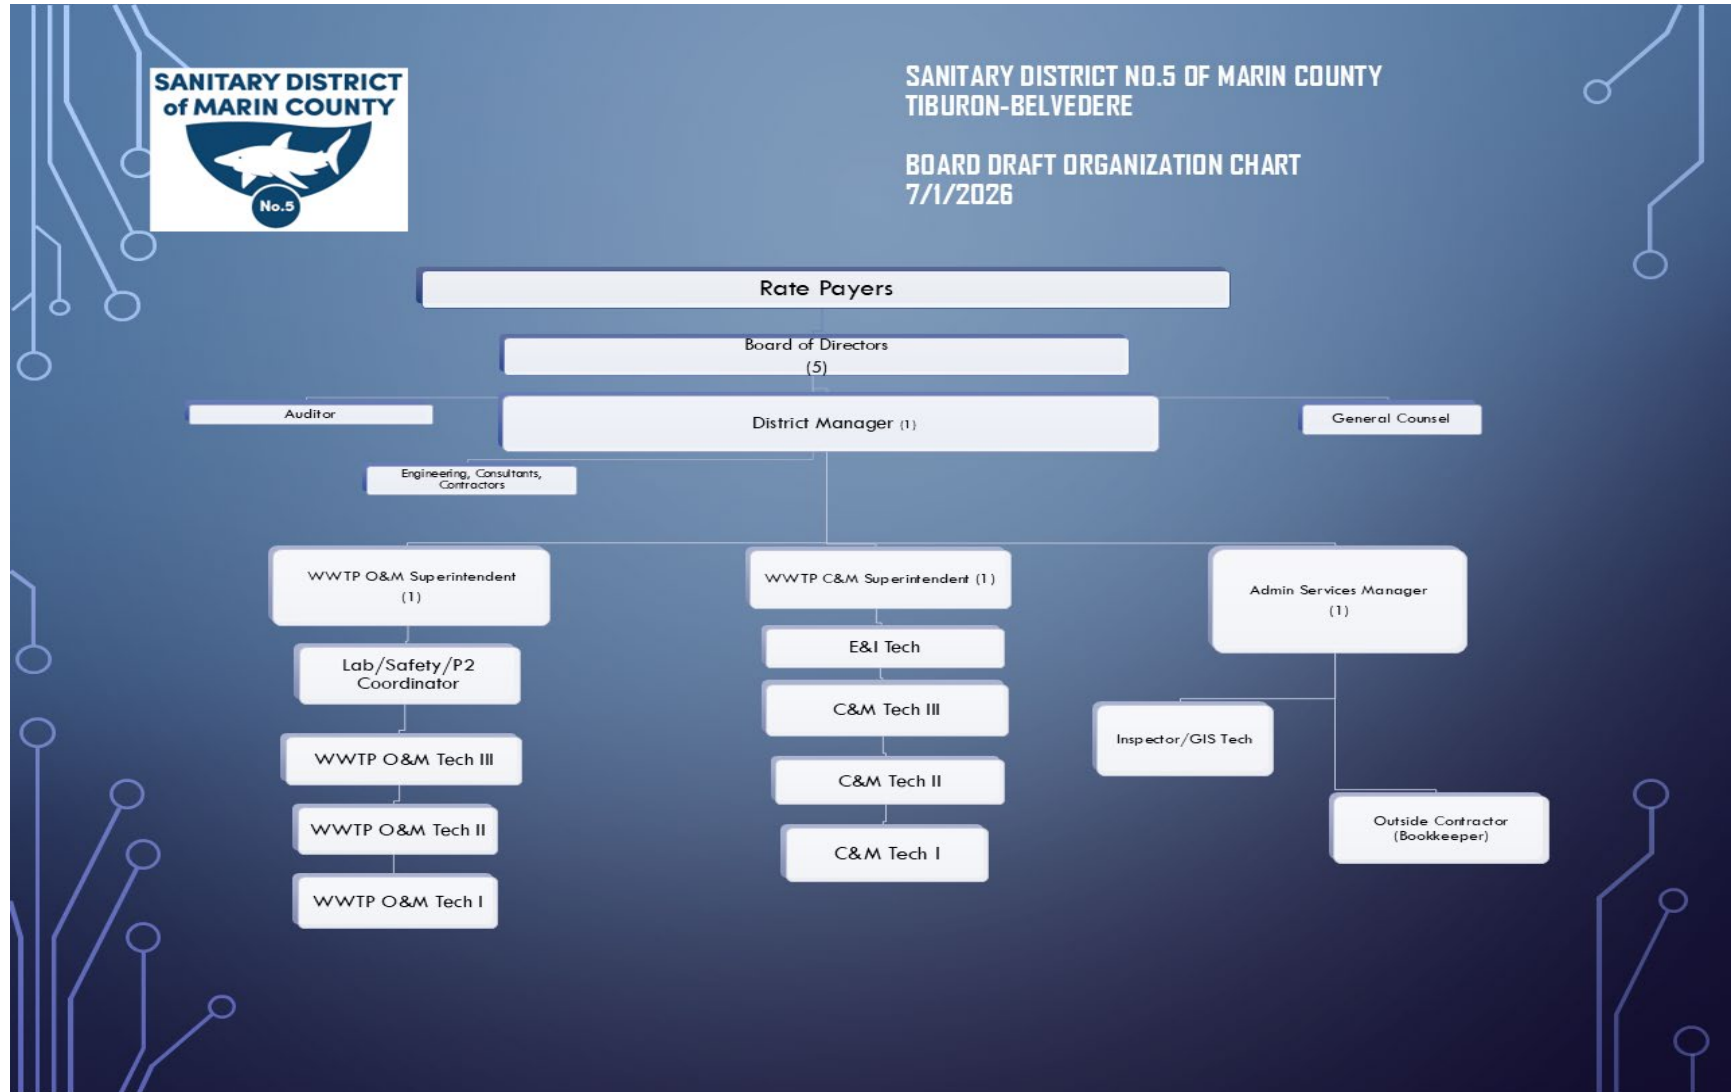 SANITARY DISTRICT
of MARIN COUNTY
No.5
SANITARY DISTRICT NO.5 OF MARIN COUNTY
TIBURON-BELVEDERE
BOARD DRAFT ORGANIZATION CHART
7/1/2026
Rate Payers
Board of Directors
(5)
Auditor
District Manager (1)
General Counsel
Engineering, Consultants,
Contractors
WWTP O&M Superintendent
(1)
Lab/Safety/P2
Coordinator
WWTP O&M Tech III
WWTP O&M Tech II
WWTP O&M Tech I
WWTP C&M Superintendent (1)
E&I Tech
C&M Tech III
C&M Tech II
C&M Tech I
Admin Services Manager
(1)
Inspector/GIS Tech
Outside Contractor
(Bookkeeper)